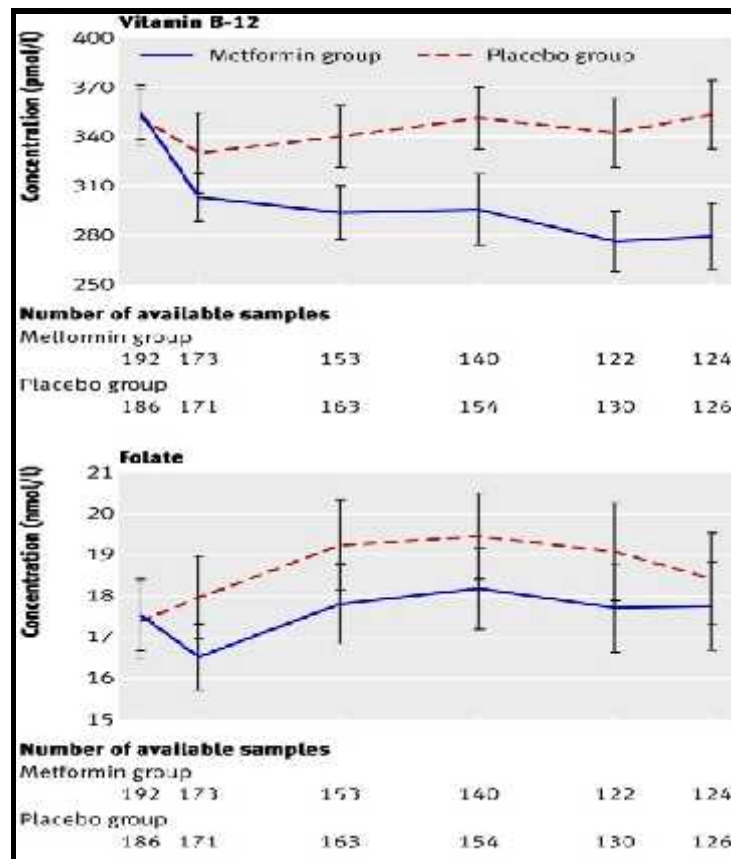 Vitamin B-12
Concentration (pmol/l)
400
370
340
310
280
250
Metformin group
Placebo group
Number of available samples
Metformin group
192 173 153 140 122 124
Placebo group
186 171 163 154 130 126
Folate
Concentration (nmol/l)
21
20
19
18
17
16
15
Number of available samples
Metformin group
192 173 153 140 122 124
Placebo group
186 171 163 154 130 126